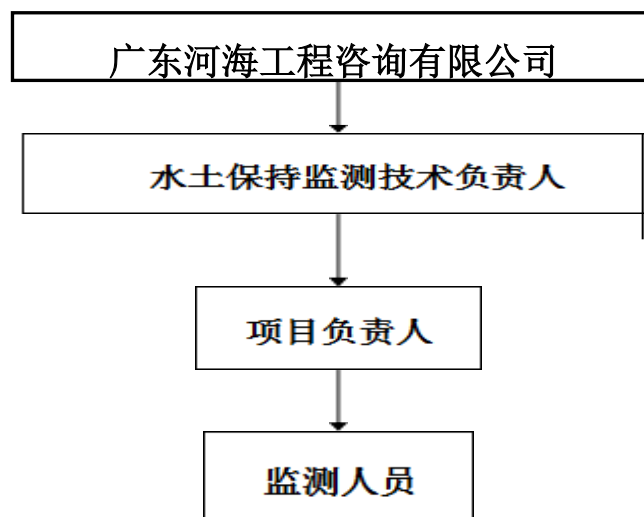 广东河海工程咨询有限公司
水土保持监测技术负责人
项目负责人
监测人员